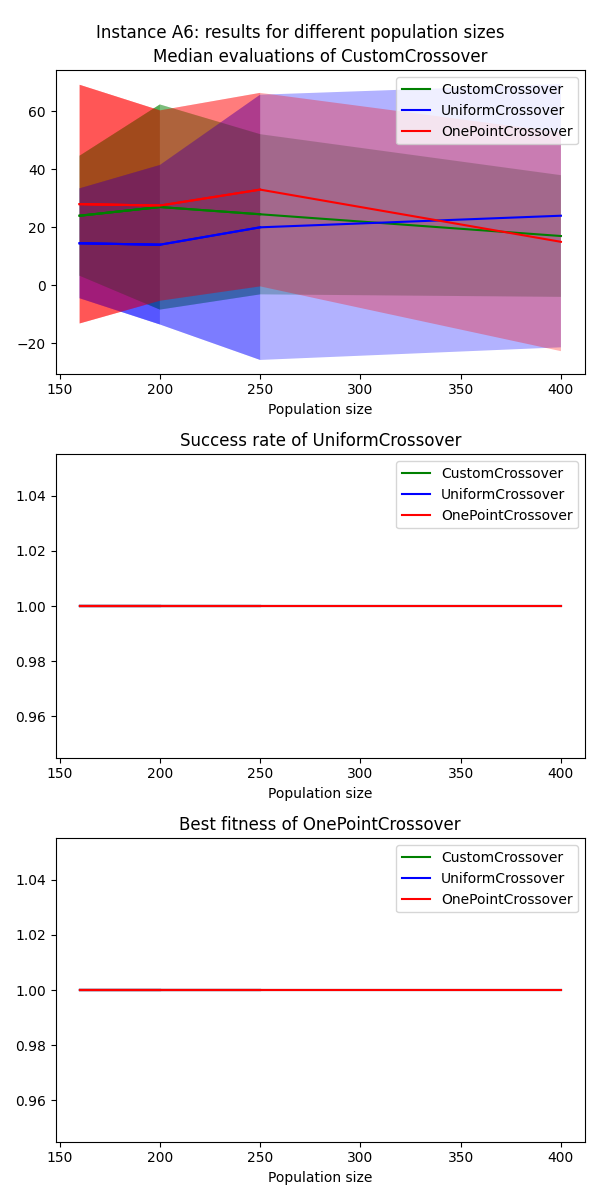 Instance A6: results for different population sizes
Median evaluations of CustomCrossover
CustomCrossover
UniformCrossover
OnePointCrossover
60
40
20
0
−20
150 200 250 300 350 400
Population size
Success rate of UniformCrossover
CustomCrossover
UniformCrossover
OnePointCrossover
1.04
1.02
1.00
0.98
0.96
150 200 250 300 350 400
Population size
Best fitness of OnePointCrossover
CustomCrossover
UniformCrossover
OnePointCrossover
1.04
1.02
1.00
0.98
0.96
150 200 250 300 350 400
Population size